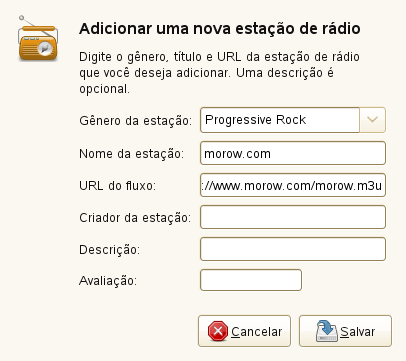 Adicionar uma nova estação de rádio
Digite o gênero, título e URL da estação de rádio
que você deseja adicionar. Uma descrição é
opcional.
Gênero da estação: Progressive Rock
Nome da estação: morow.com
URL do fluxo: ://www.morow.com/morow.m3u
Criador da estação:
Descrição:
Avaliação:
Cancelar Salvar